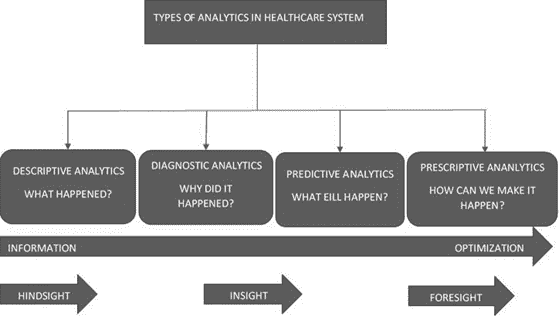 TYPES OF ANALYTICS IN HEALTHCARE SYSTEM
DESCRIPTIVE ANALYTICS
WHAT HAPPENED?
DIAGNOSTIC ANALYTICS
WHY DID IT
HAPPENED?
PREDICTIVE ANALYTICS
WHAT EILL HAPPEN?
PRESCRIPTIVE ANANLYTICS
HOW CAN WE MAKE IT
HAPPEN?
INFORMATION
OPTIMIZATION
HINDSIGHT
INSIGHT
FORESIGHT